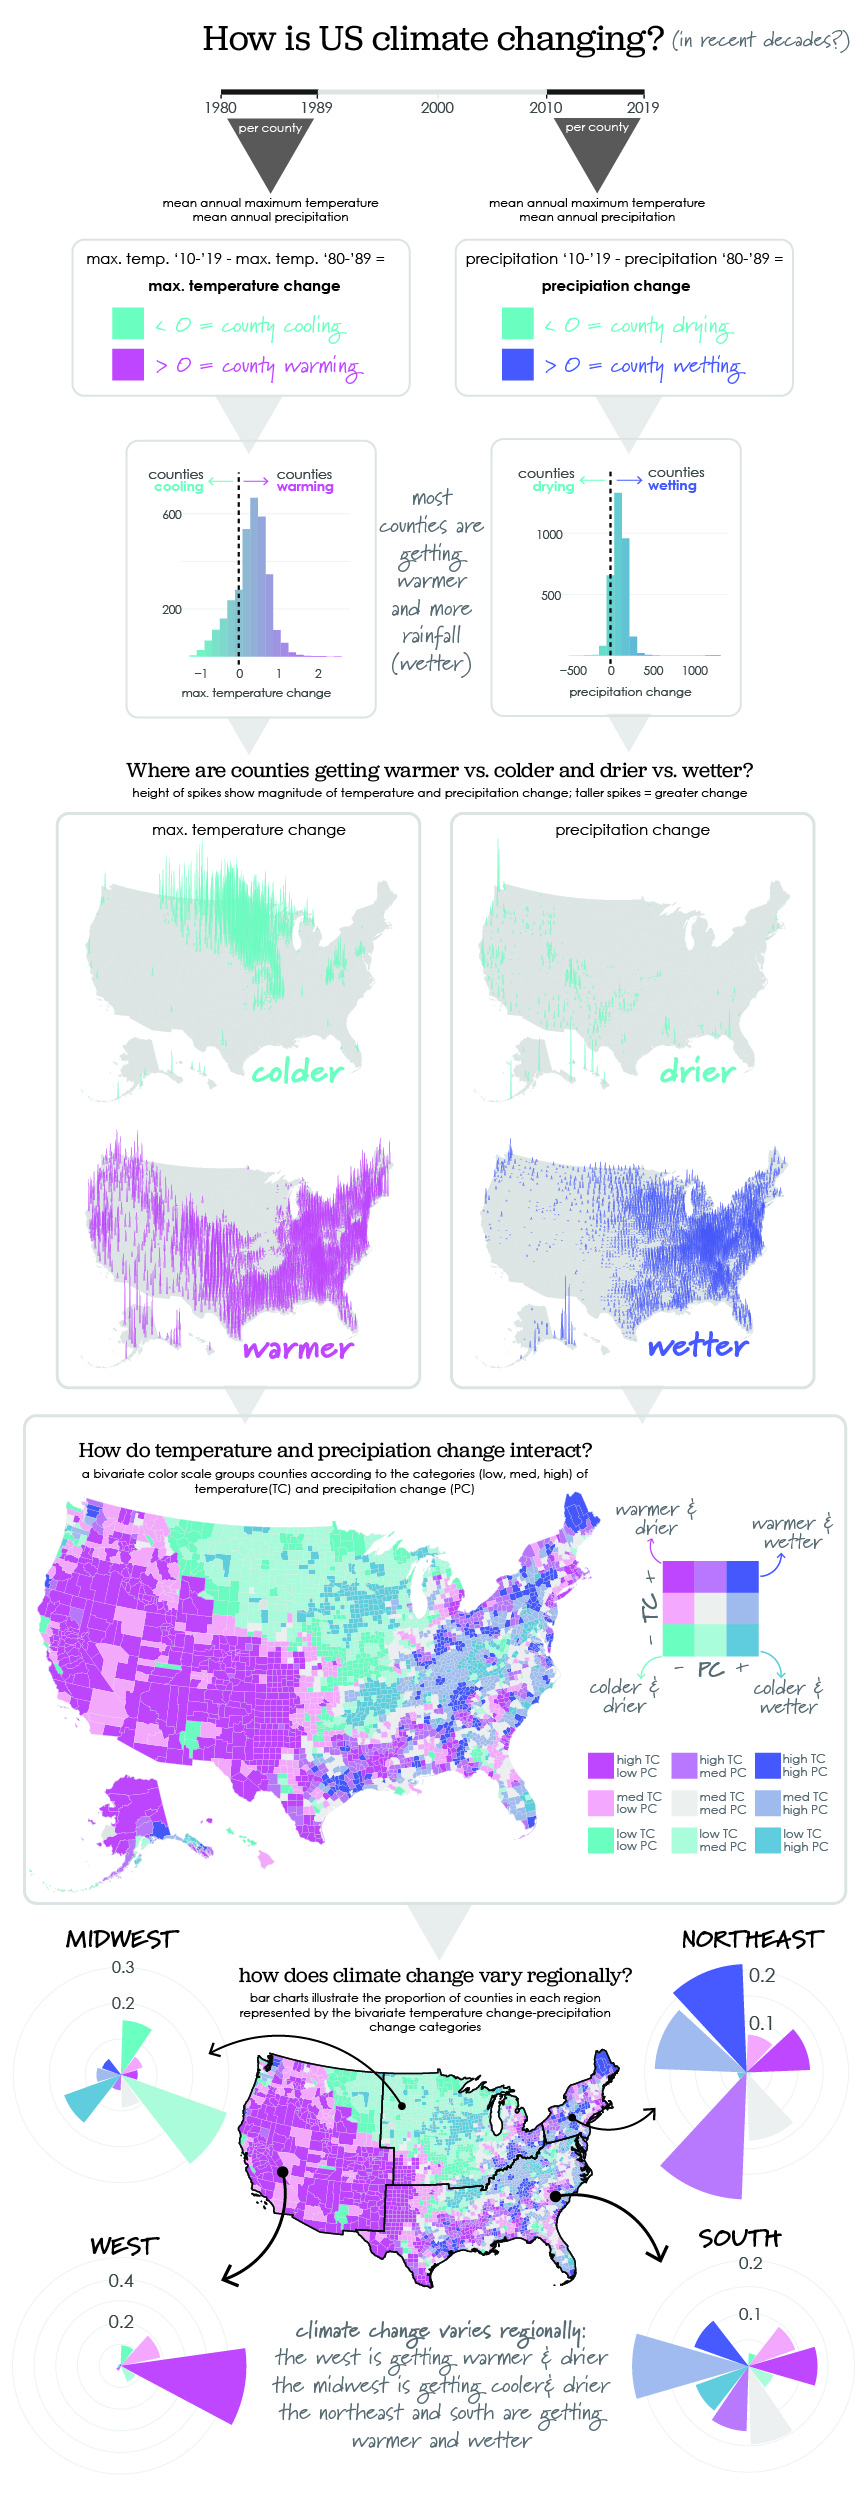 How is US climate changing? (in recent decades?)
1980 1989 2000 2010 2019
per county
per county
mean annual maximum temperature
mean annual precipitation
mean annual maximum temperature
mean annual precipitation
max. temp. ‘10-’19 - max. temp. ‘80-’89 =
max. temperature change
< 0 = county cooling
> 0 = county warming
precipitation ‘10-’19 - precipitation ‘80-’89 =
precipiation change
< 0 = county drying
> 0 = county wetting
counties
cooling
counties
warming
600
200
−1 0 1 2
max. temperature change
most
counties are
getting
warmer
and more
rainfall
(wetter)
counties
drying
counties
wetting
1000
500
−500 0 500 1000
precipitation change
Where are counties getting warmer vs. colder and drier vs. wetter?
height of spikes show magnitude of temperature and precipitation change; taller spikes = greater change
max. temperature change
colder
warmer
precipitation change
drier
wetter
How do temperature and precipiation change interact?
a bivariate color scale groups counties according to the categories (low, med, high) of
temperature(TC) and precipitation change (PC)
warmer &
drier
warmer &
wetter
- TC +
- PC +
colder &
drier
colder &
wetter
high TC
low PC
high TC
med PC
high TC
high PC
med TC
low PC
med TC
med PC
med TC
high PC
low TC
low PC
low TC
med PC
low TC
high PC
MIDWEST
0.3
0.2
how does climate change vary regionally?
bar charts illustrate the proportion of counties in each region
represented by the bivariate temperature change-precipitation
change categories
NORTHEAST
0.2
0.1
WEST
0.4
0.2
SOUTH
0.2
0.1
climate change varies regionally:
the west is getting warmer & drier
the midwest is getting cooler& drier
the northeast and south are getting
warmer and wetter